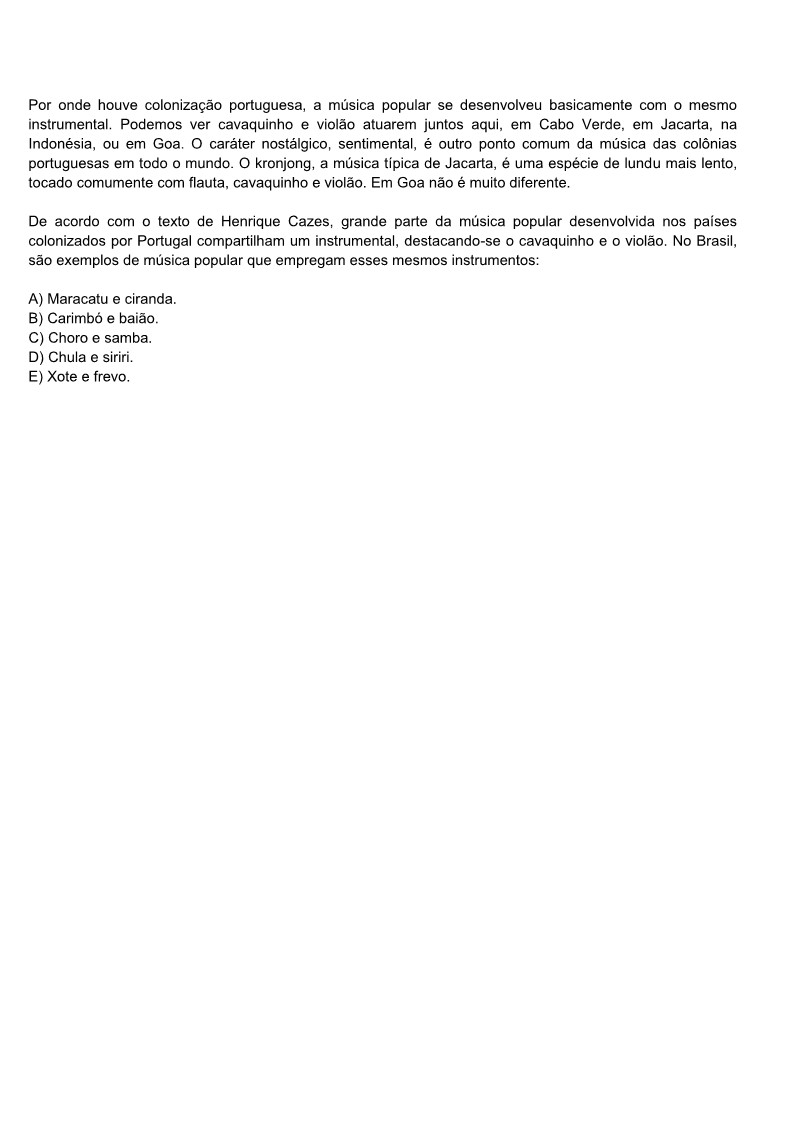 Por onde houve colonização portuguesa, a música popular se desenvolveu basicamente com o mesmo
instrumental. Podemos ver cavaquinho e violão atuarem juntos aqui, em Cabo Verde, em Jacarta, na
Indonésia, ou em Goa. O caráter nostálgico, sentimental, é outro ponto comum da música das colônias
portuguesas em todo o mundo. O kronjong, a música típica de Jacarta, é uma espécie de lundu mais lento,
tocado comumente com flauta, cavaquinho e violão. Em Goa não é muito diferente.
De acordo com o texto de Henrique Cazes, grande parte da música popular desenvolvida nos países
colonizados por Portugal compartilham um instrumental, destacando-se o cavaquinho e o violão. No Brasil,
são exemplos de música popular que empregam esses mesmos instrumentos:
A) Maracatu e ciranda.
B) Carimbó e baião.
C) Choro e samba.
D) Chula e siriri.
E) Xote e frevo.